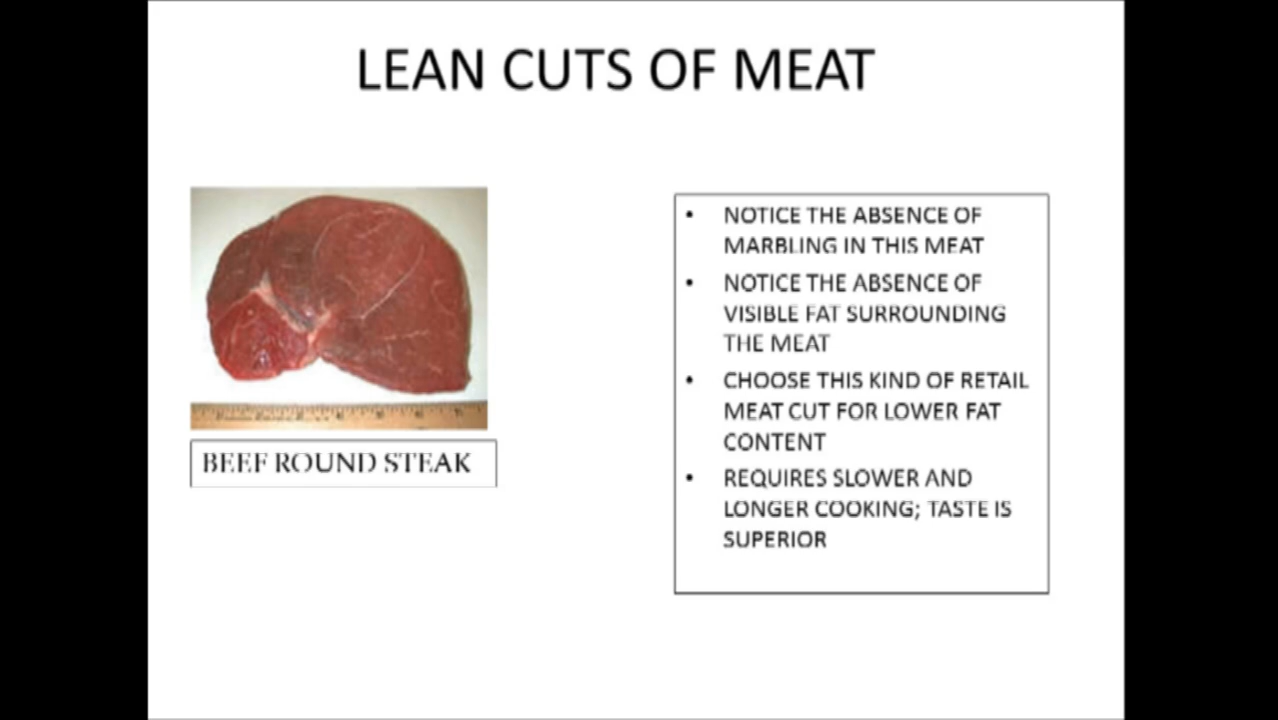 LEAN CUTS OF MEAT
BEEF ROUND STEAK
• NOTICE THE ABSENCE OF
MARBLING IN THIS MEAT
• NOTICE THE ABSENCE OF
VISIBLE FAT SURROUNDING
THE MEAT
• CHOOSE THIS KIND OF RETAIL
MEAT CUT FOR LOWER FAT
CONTENT
• REQUIRES SLOWER AND
LONGER COOKING; TASTE IS
SUPERIOR